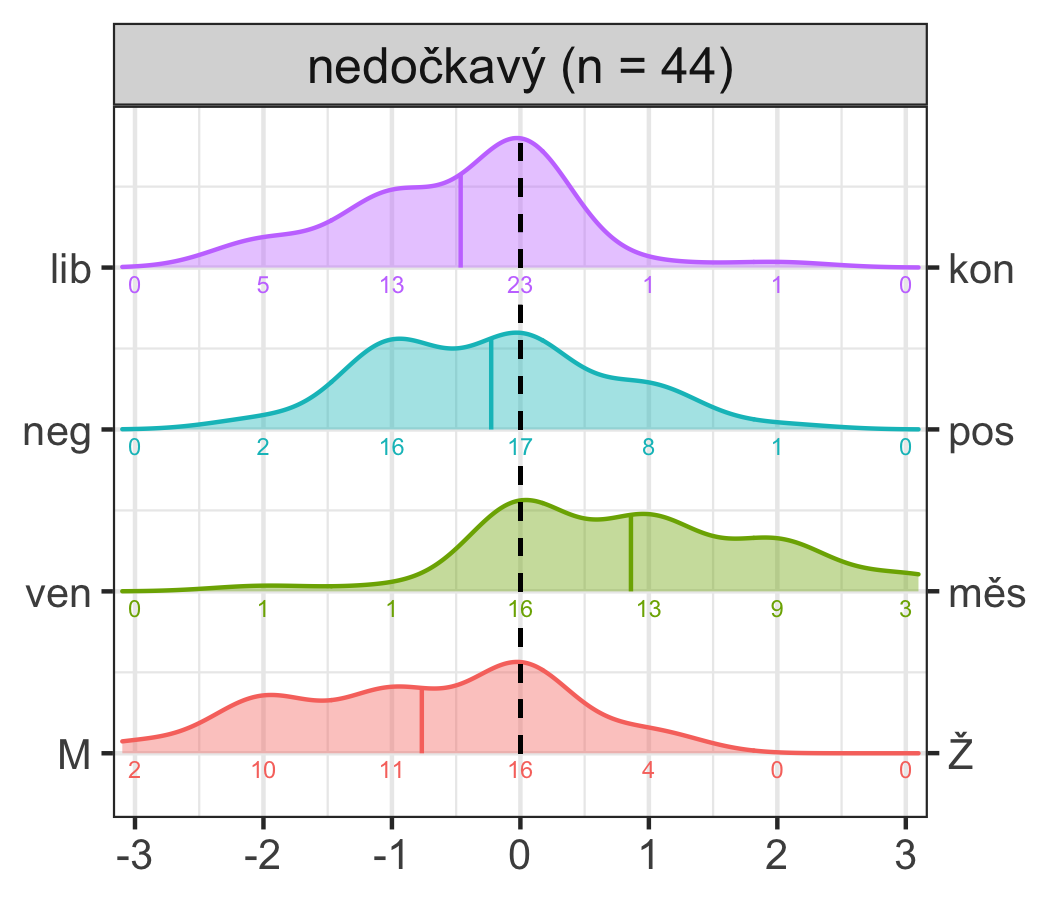 nedočkavý (n = 44)
lib kon
0 5 13 23 1 1 0
neg pos
0 2 16 17 8 1 0
ven měs
0 1 1 16 13 9 3
M Ž
2 10 11 16 4 0 0
-3 -2 -1 0 1 2 3